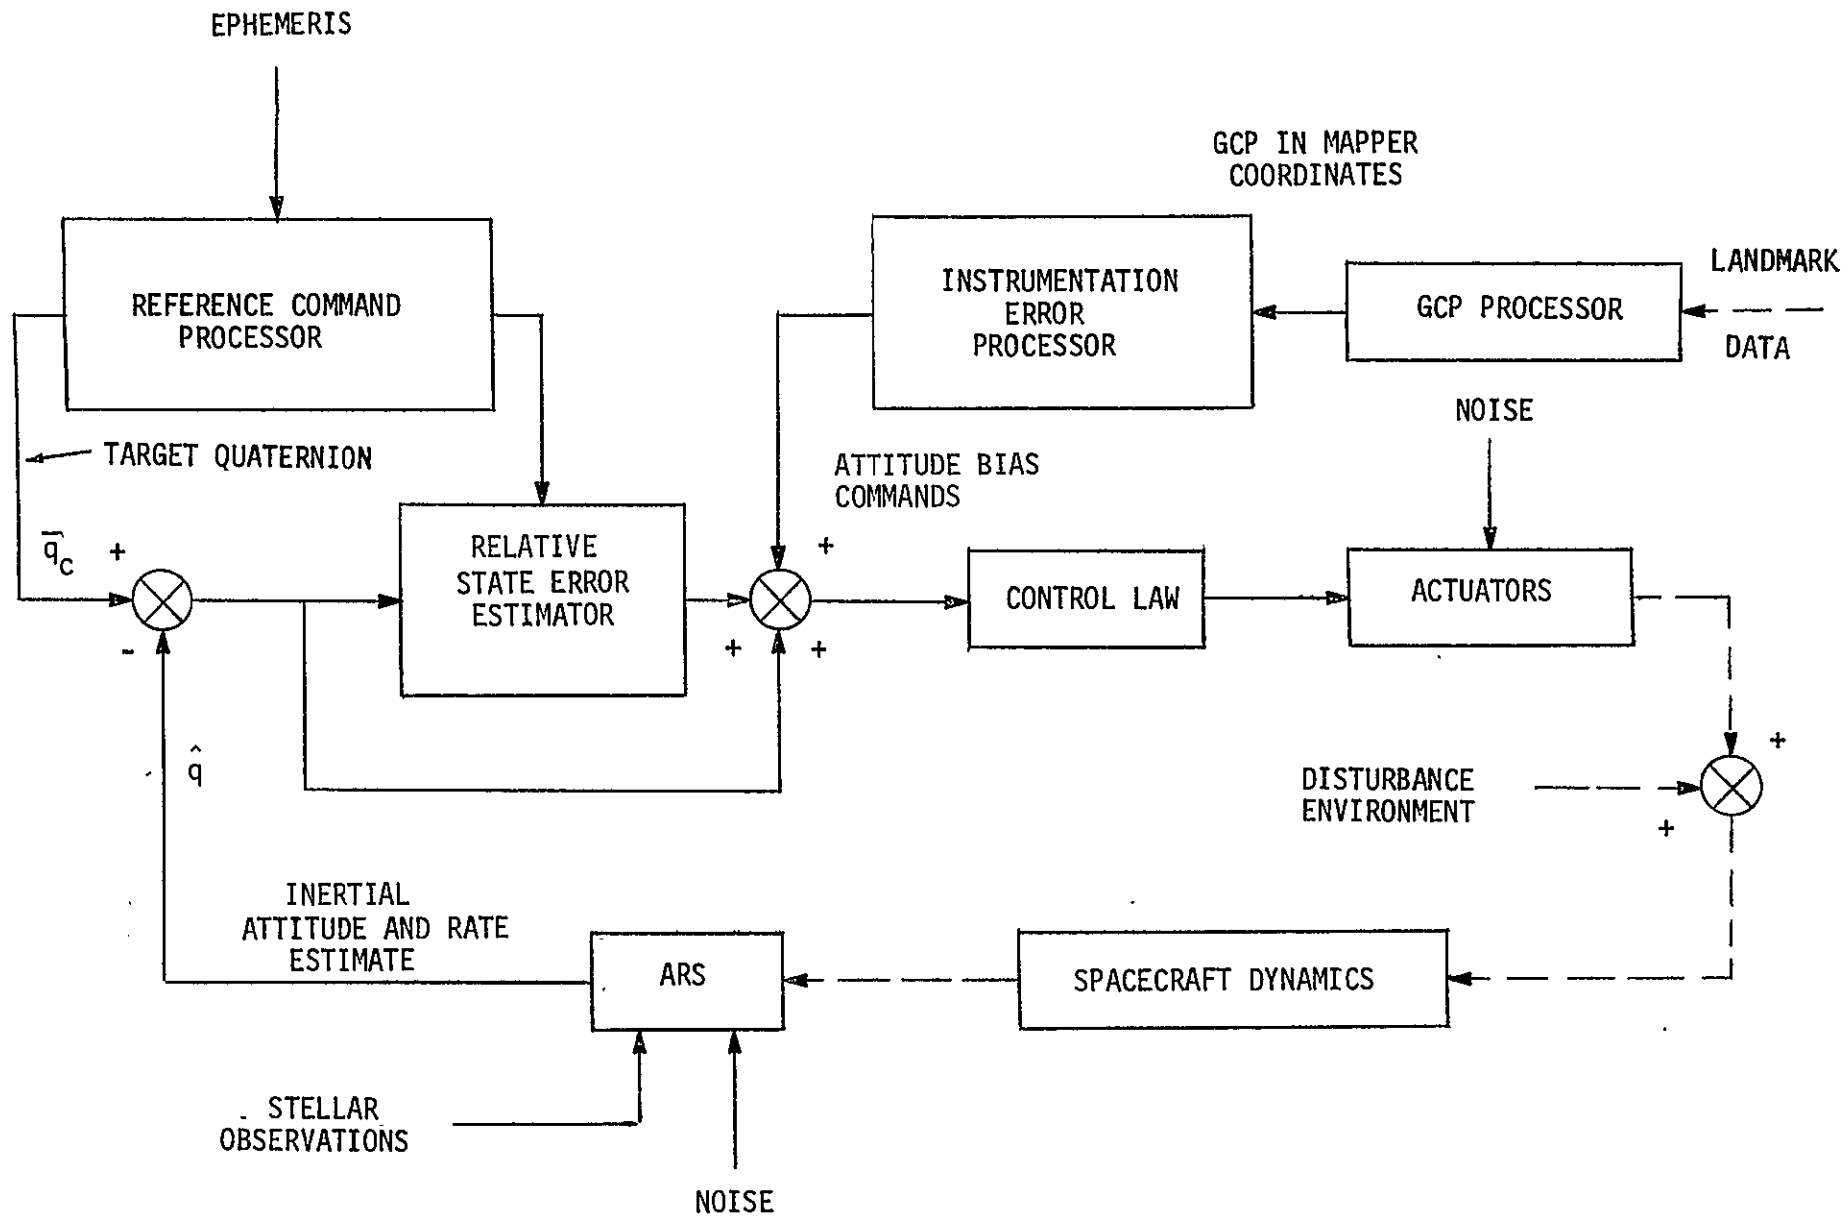 EPHEMERIS
GCP IN MAPPER
COORDINATES
REFERENCE COMMAND
PROCESSOR
INSTRUMENTATION
ERROR
PROCESSOR
GCP PROCESSOR
LANDMARK
DATA
NOISE
TARGET QUATERNION
ATTITUDE BIAS
COMMANDS
q̅c +
-
RELATIVE
STATE ERROR
ESTIMATOR
+
+ +
CONTROL LAW
ACTUATORS
q̂
DISTURBANCE
ENVIRONMENT
+
+
INERTIAL
ATTITUDE AND RATE
ESTIMATE
ARS
SPACECRAFT DYNAMICS
STELLAR
OBSERVATIONS
NOISE